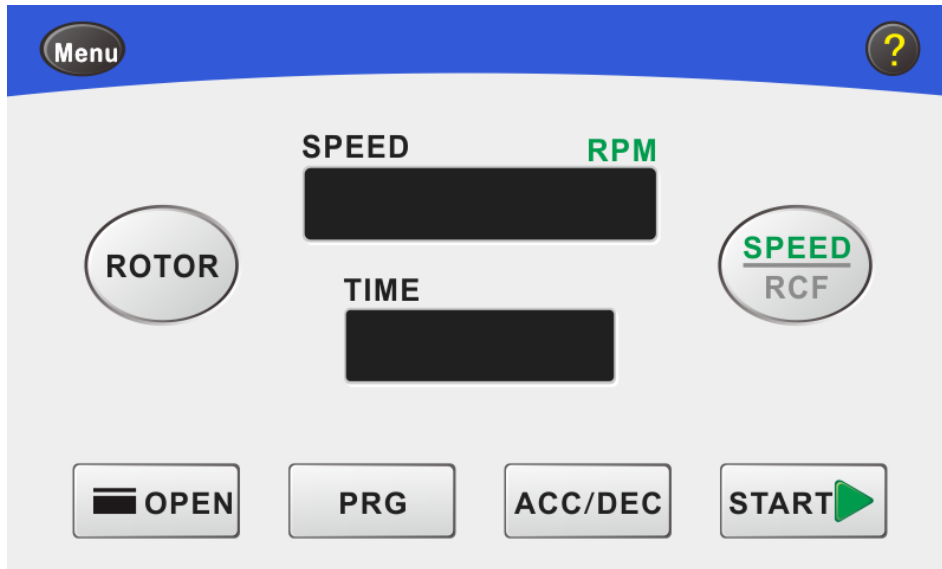 Menu
?
SPEED RPM
ROTOR
SPEED
RCF
TIME
OPEN
PRG
ACC/DEC
START